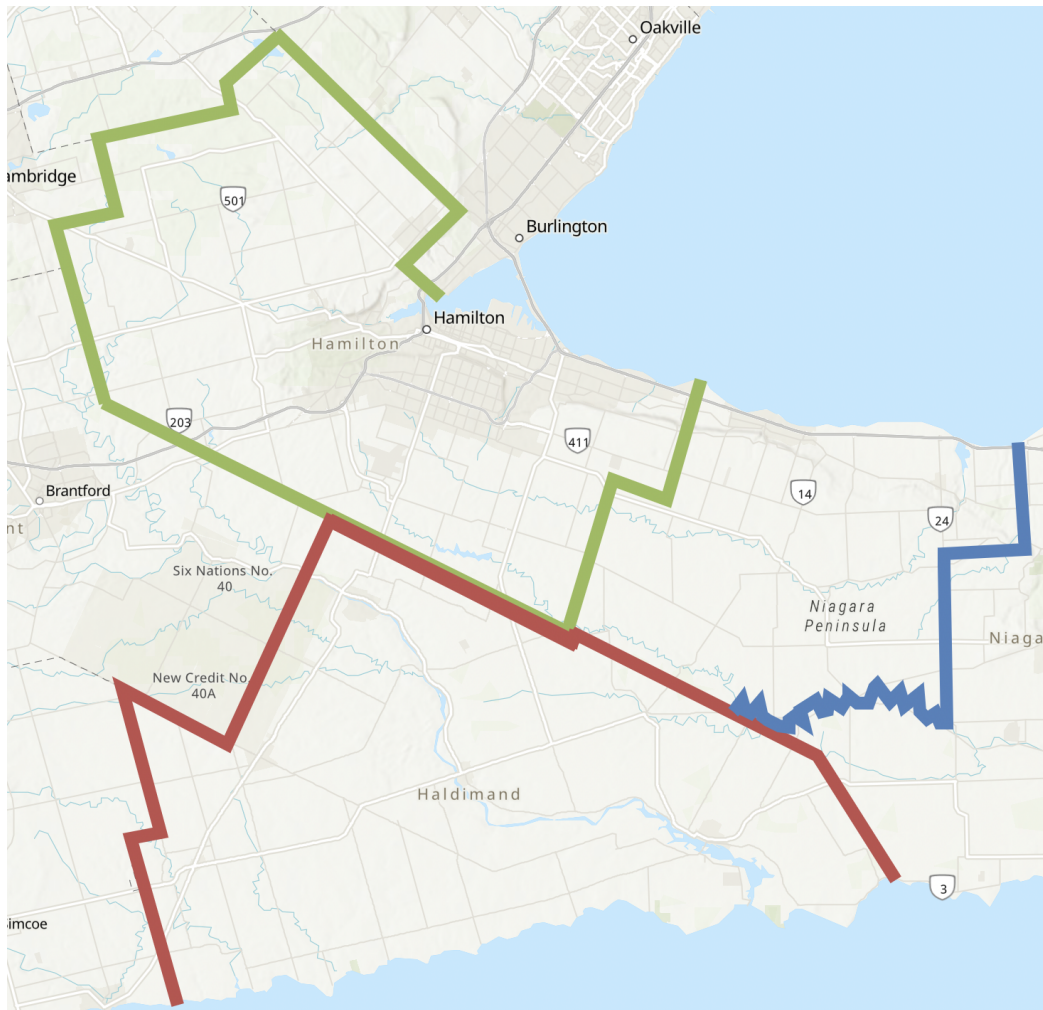 Oakville
ambridge
501
Burlington
Hamilton
Hamilton
203
411
Brantford
14
24
nt
Six Nations No.
40
Niagara
Peninsula
Niaga
New Credit No.
40A
Haldimand
3
Simcoe